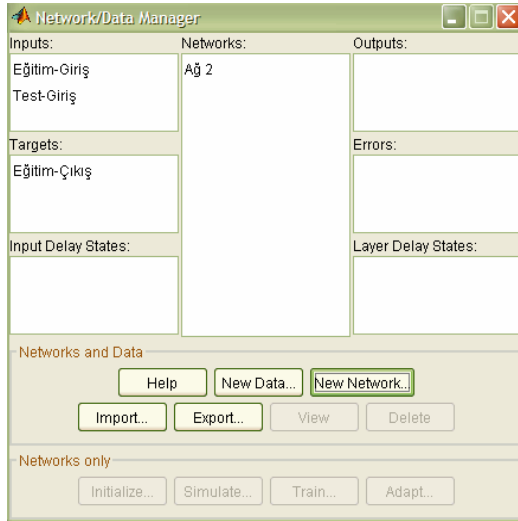 Network/Data Manager
Inputs:
Networks:
Outputs:
Eğitim-Giriş
Test-Giriş
Ağ 2
Targets:
Errors:
Eğitim-Çıkış
Input Delay States:
Layer Delay States:
Networks and Data
Help
New Data...
New Network...
Import...
Export...
View
Delete
Networks only
Initialize...
Simulate...
Train...
Adapt...